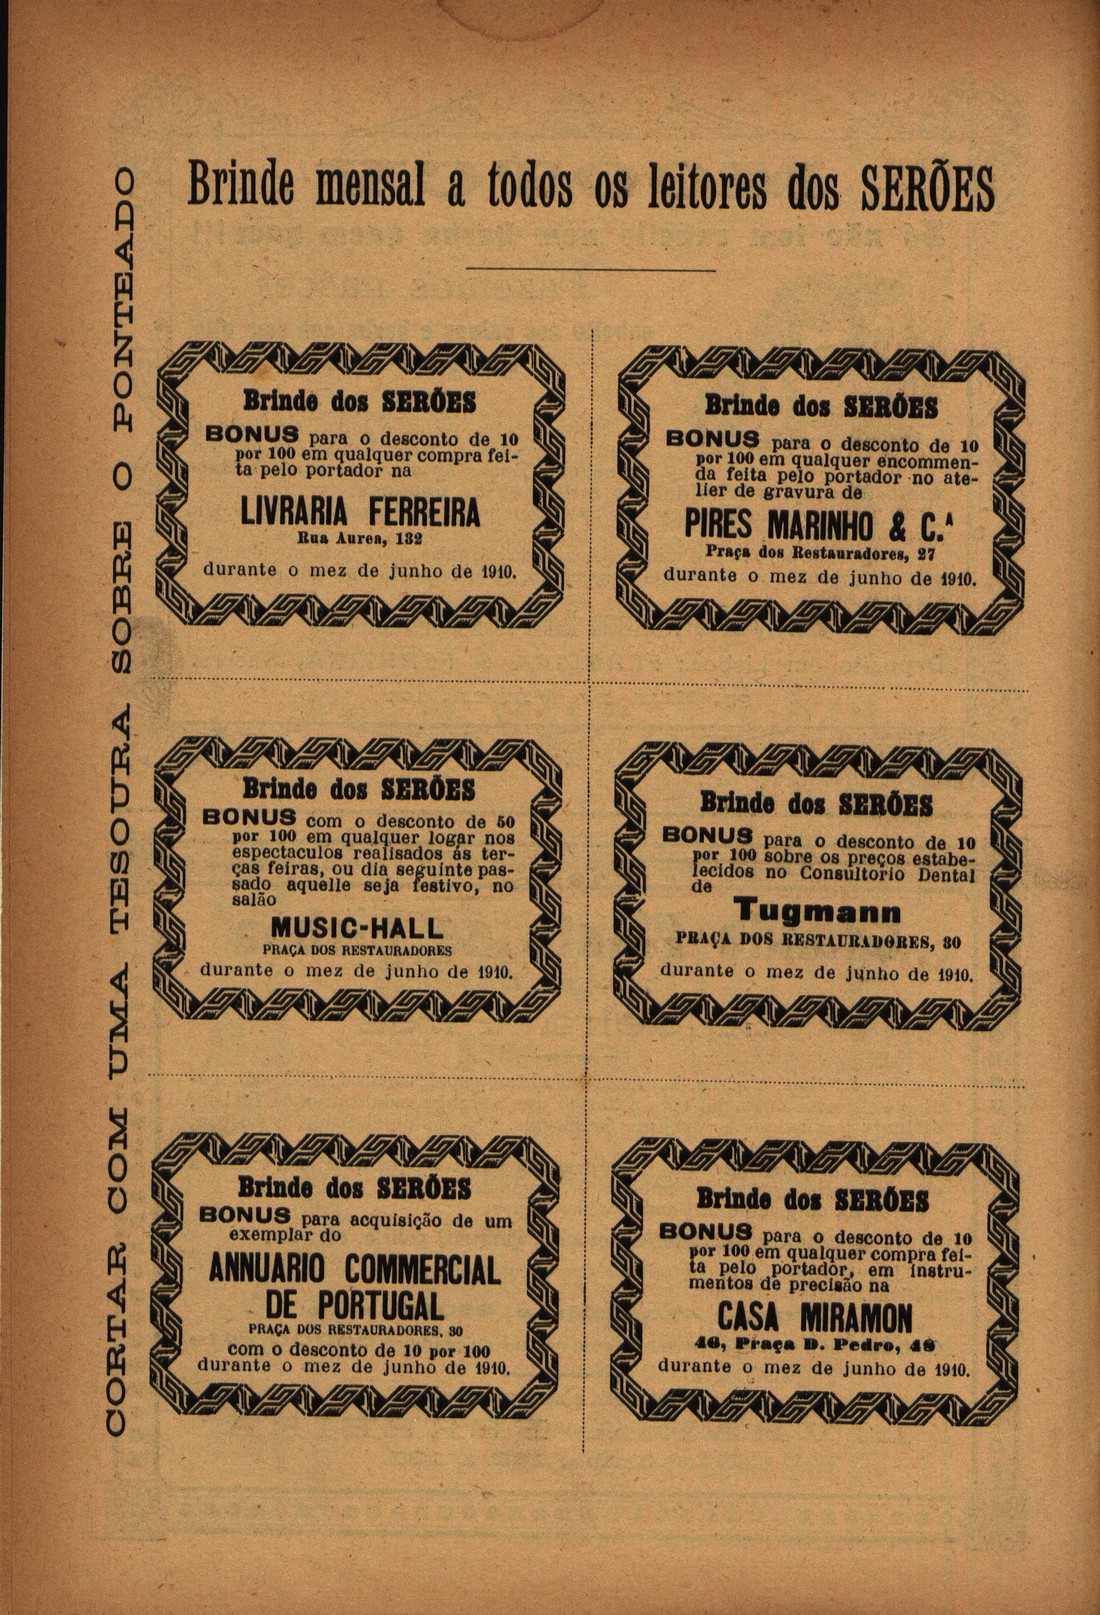 Brinde mensal a todos os leitores dos SERÕES
CORTAR COM UMA TESOURA SOBRE O PONTEADO
Brinde dos SERÕES
BONUS para o desconto de 10
por 100 em qualquer compra fei-
ta pelo portador na
LIVRARIA FERREIRA
Rua Aurea, 132
durante o mez de junho de 1910.
Brinde dos SERÕES
BONUS para o desconto de 10
por 100 em qualquer encommen-
da feita pelo portador no ate-
lier de gravura de
PIRES MARINHO & C.ª
Praça dos Restauradores, 27
durante o mez de junho de 1910.
Brinde dos SERÕES
BONUS com o desconto de 50
por 100 em qualquer logar nos
espectaculos realisados ás ter-
ças feiras, ou dia seguinte pas-
sado aquelle seja festivo, no
salão
MUSIC-HALL
PRAÇA DOS RESTAURADORES
durante o mez de junho de 1910.
Brinde dos SERÕES
BONUS para o desconto de 10
por 100 sobre os preços estabe-
lecidos no Consultorio Dental
de
Tugmann
PRAÇA DOS RESTAURADORES, 30
durante o mez de junho de 1910.
Brinde dos SERÕES
BONUS para acquisição de um
exemplar do
ANNUARIO COMMERCIAL
DE PORTUGAL
PRAÇA DOS RESTAURADORES, 30
com o desconto de 10 por 100
durante o mez de junho de 1910.
Brinde dos SERÕES
BONUS para o desconto de 10
por 100 em qualquer compra fei-
ta pelo portador, em instru-
mentos de precisão na
CASA MIRAMON
46, Praça D. Pedro, 48
durante o mez de junho de 1910.